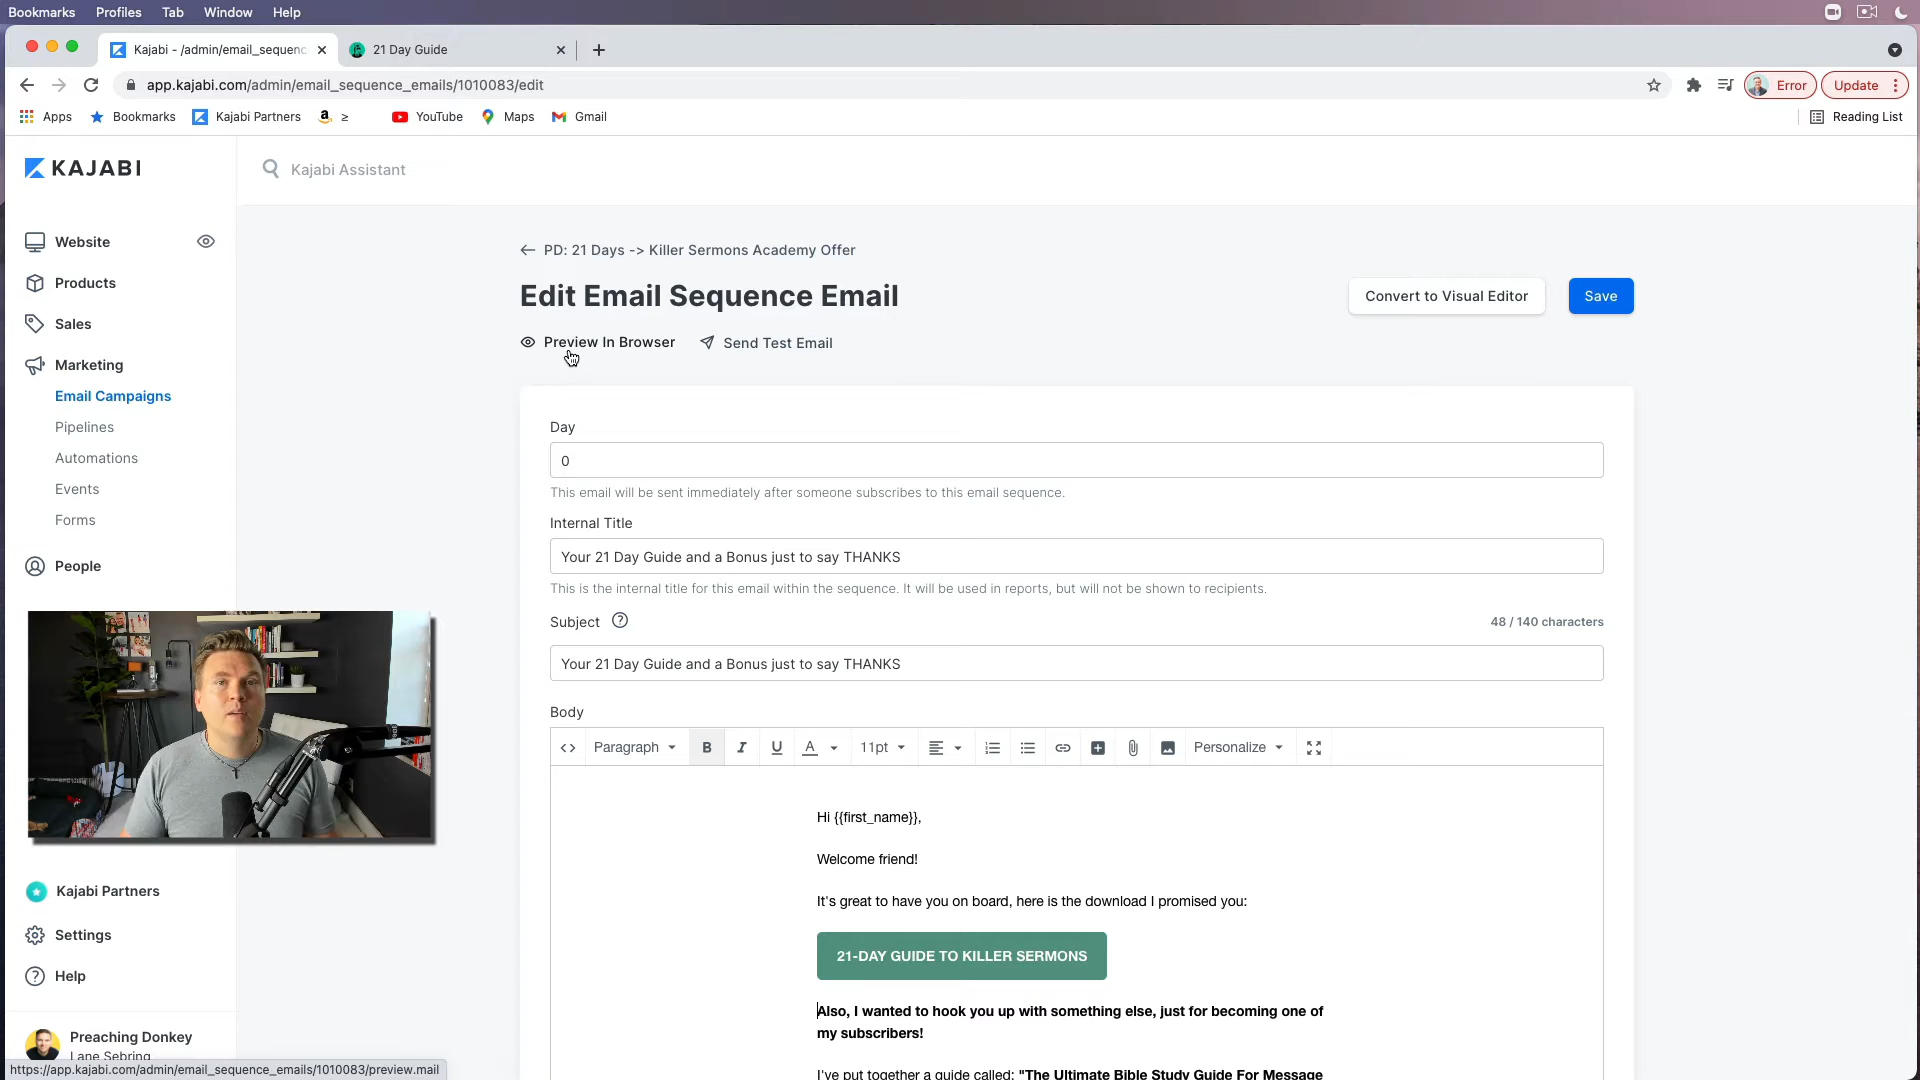 Bookmarks Profiles Tab Window Help
Kajabi - /admin/email_sequenc
21 Day Guide
app.kajabi.com/admin/email_sequence_emails/1010083/edit
Error
Update
Apps Bookmarks Kajabi Partners YouTube Maps Gmail
Reading List
KAJABI
Kajabi Assistant
Website
Products
Sales
Marketing
Email Campaigns
Pipelines
Automations
Events
Forms
People
Kajabi Partners
Settings
Help
Preaching Donkey
Lane Sebring
https://app.kajabi.com/admin/email_sequence_emails/1010083/preview.mail
← PD: 21 Days -> Killer Sermons Academy Offer
Edit Email Sequence Email
Convert to Visual Editor
Save
Preview In Browser
Send Test Email
Day
0
This email will be sent immediately after someone subscribes to this email sequence.
Internal Title
Your 21 Day Guide and a Bonus just to say THANKS
This is the internal title for this email within the sequence. It will be used in reports, but will not be shown to recipients.
Subject
48 / 140 characters
Your 21 Day Guide and a Bonus just to say THANKS
Body
Paragraph B I U A 11pt Personalize
Hi {{first_name}},
Welcome friend!
It's great to have you on board, here is the download I promised you:
21-DAY GUIDE TO KILLER SERMONS
Also, I wanted to hook you up with something else, just for becoming one of
my subscribers!
I've put together a guide called: "The Ultimate Bible Study Guide For Message